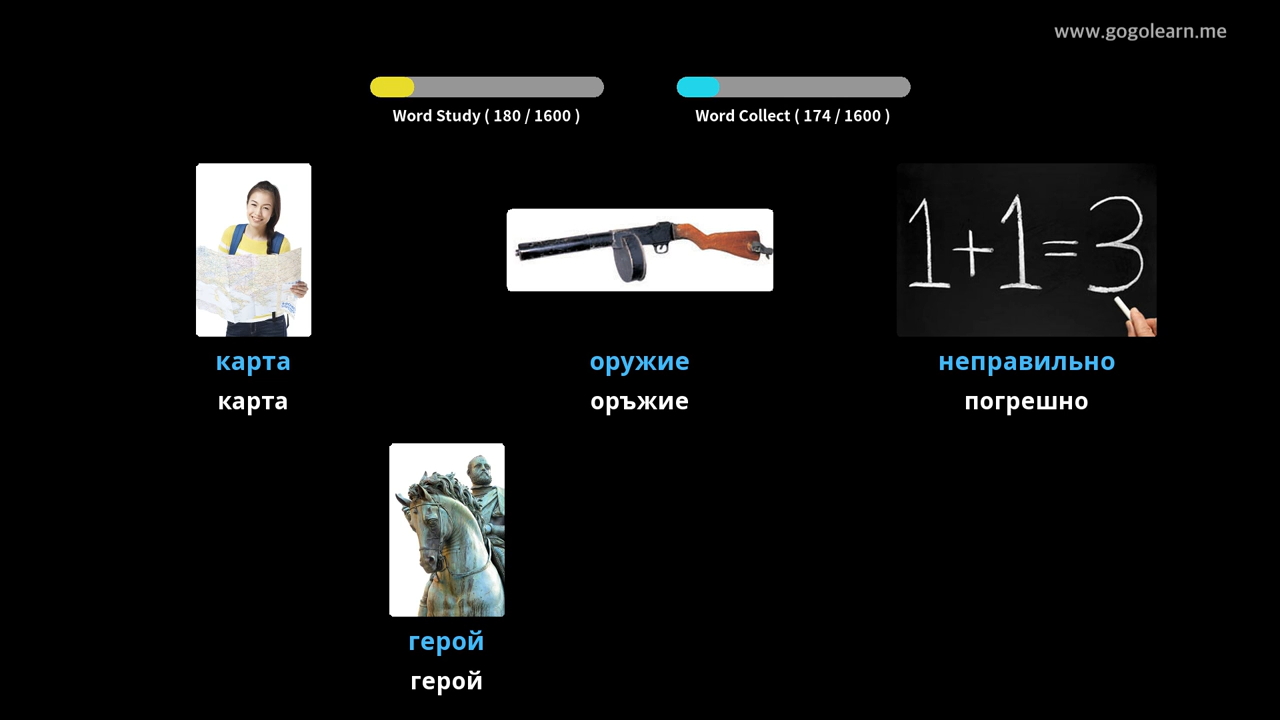 www.gogolearn.me
Word Study ( 180 / 1600 )
Word Collect ( 174 / 1600 )
1+1=3
карта
карта
оружие
оръжие
неправильно
погрешно
герой
герой